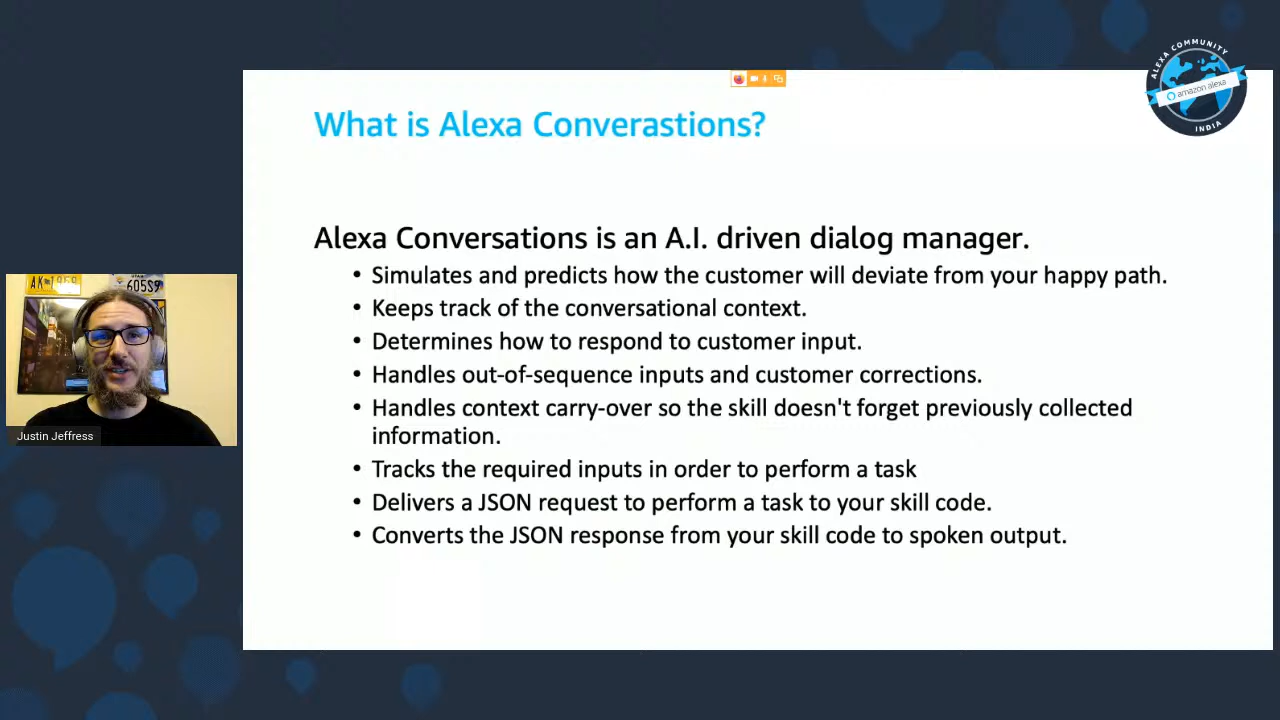 ALEXA COMMUNITY
amazon alexa
INDIA
What is Alexa Converastions?
Alexa Conversations is an A.I. driven dialog manager.
• Simulates and predicts how the customer will deviate from your happy path.
• Keeps track of the conversational context.
• Determines how to respond to customer input.
• Handles out-of-sequence inputs and customer corrections.
• Handles context carry-over so the skill doesn't forget previously collected
information.
• Tracks the required inputs in order to perform a task
• Delivers a JSON request to perform a task to your skill code.
• Converts the JSON response from your skill code to spoken output.
605S9
Justin Jeffress